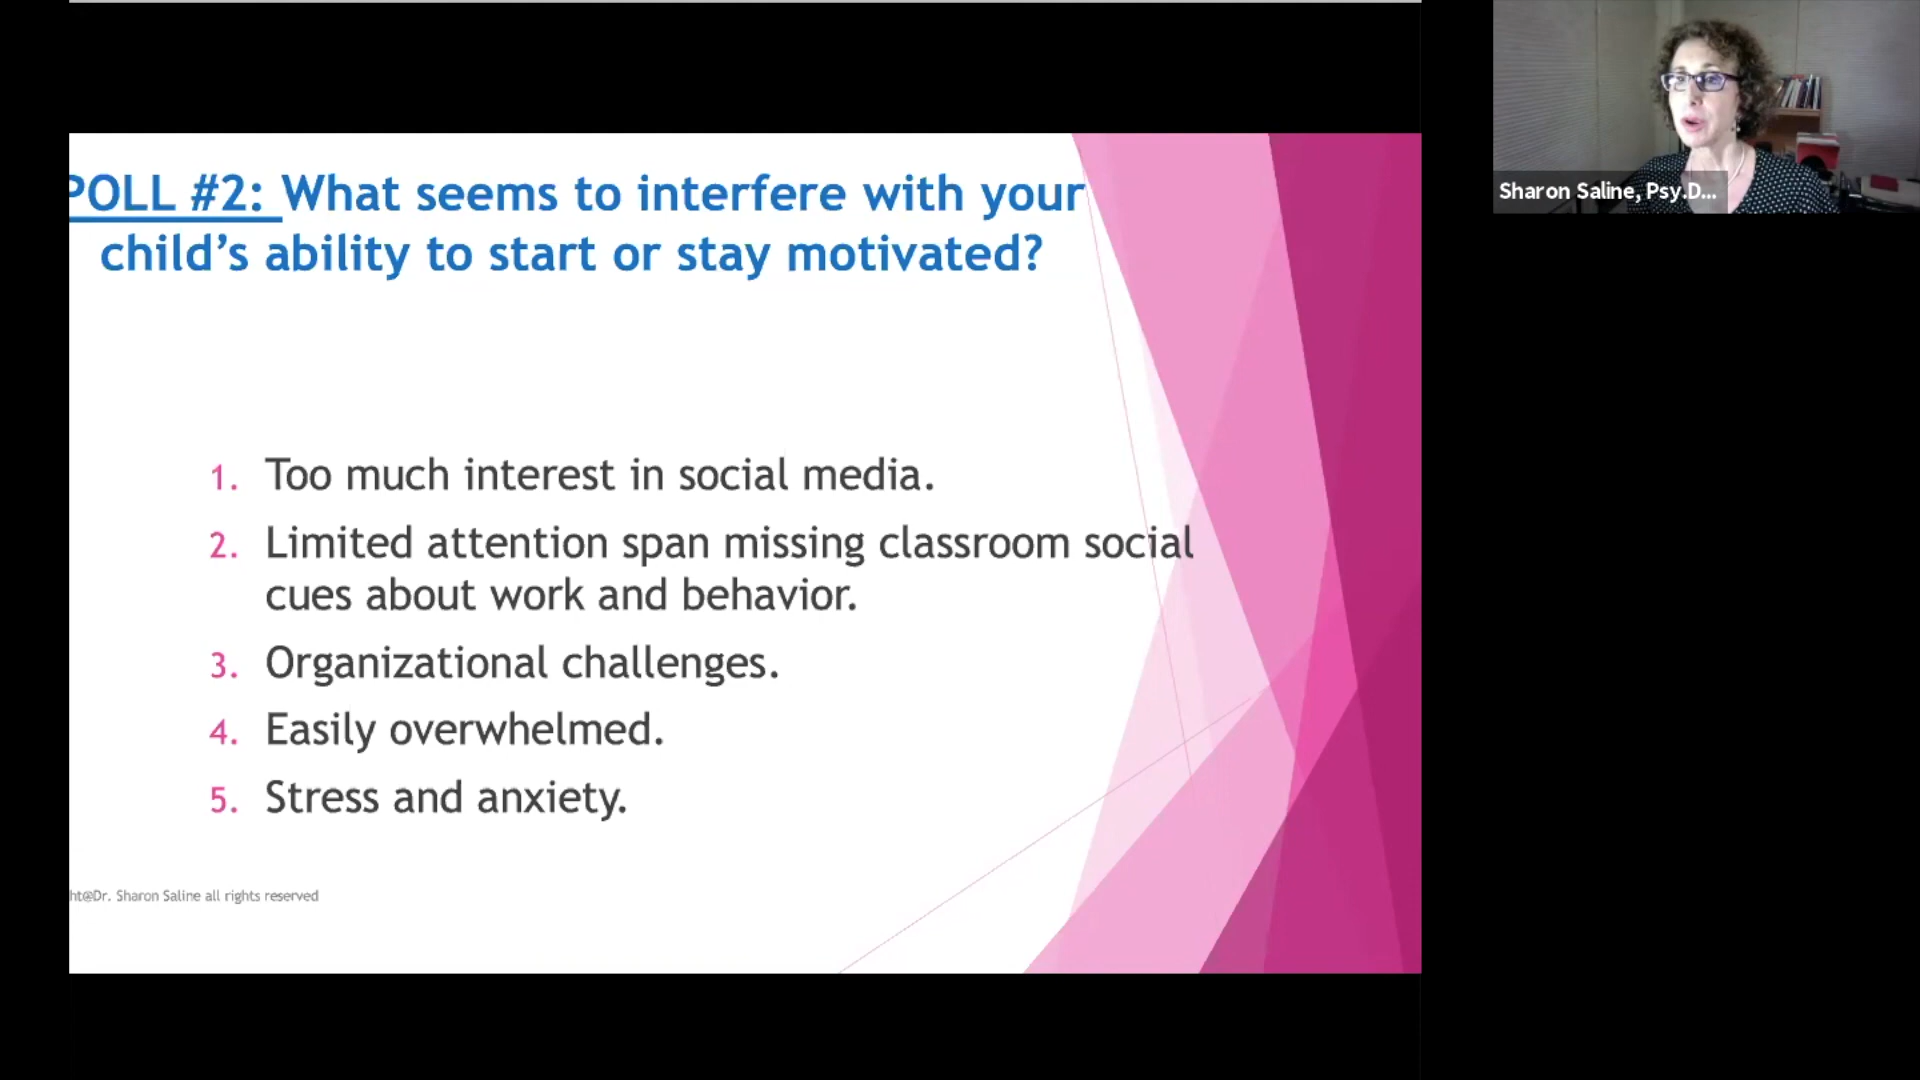 POLL #2: What seems to interfere with your
child’s ability to start or stay motivated?
1. Too much interest in social media.
2. Limited attention span missing classroom social
cues about work and behavior.
3. Organizational challenges.
4. Easily overwhelmed.
5. Stress and anxiety.
ht@Dr. Sharon Saline all rights reserved
Sharon Saline, Psy.D...